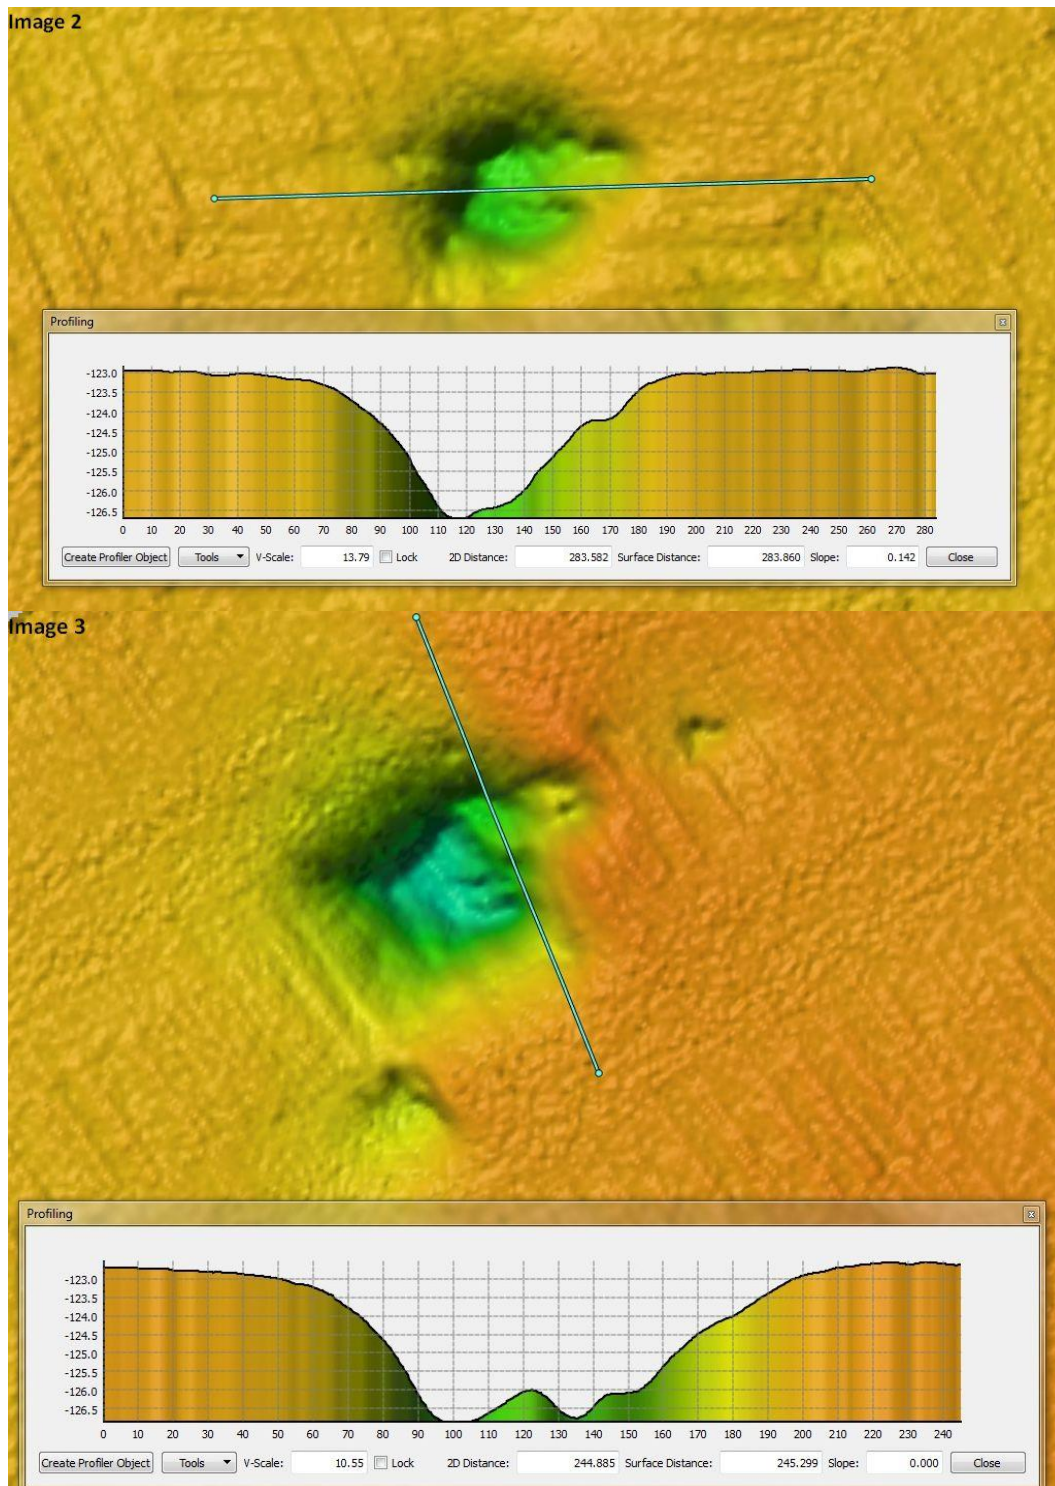 Image 2
Profiling
-123.0
-123.5
-124.0
-124.5
-125.0
-125.5
-126.0
-126.5
0 10 20 30 40 50 60 70 80 90 100 110 120 130 140 150 160 170 180 190 200 210 220 230 240 250 260 270 280
Create Profiler Object Tools V-Scale: 13.79 Lock 2D Distance: 283.582 Surface Distance: 283.860 Slope: 0.142 Close
Image 3
Profiling
-123.0
-123.5
-124.0
-124.5
-125.0
-125.5
-126.0
-126.5
0 10 20 30 40 50 60 70 80 90 100 110 120 130 140 150 160 170 180 190 200 210 220 230 240
Create Profiler Object Tools V-Scale: 10.55 Lock 2D Distance: 244.885 Surface Distance: 245.299 Slope: 0.000 Close